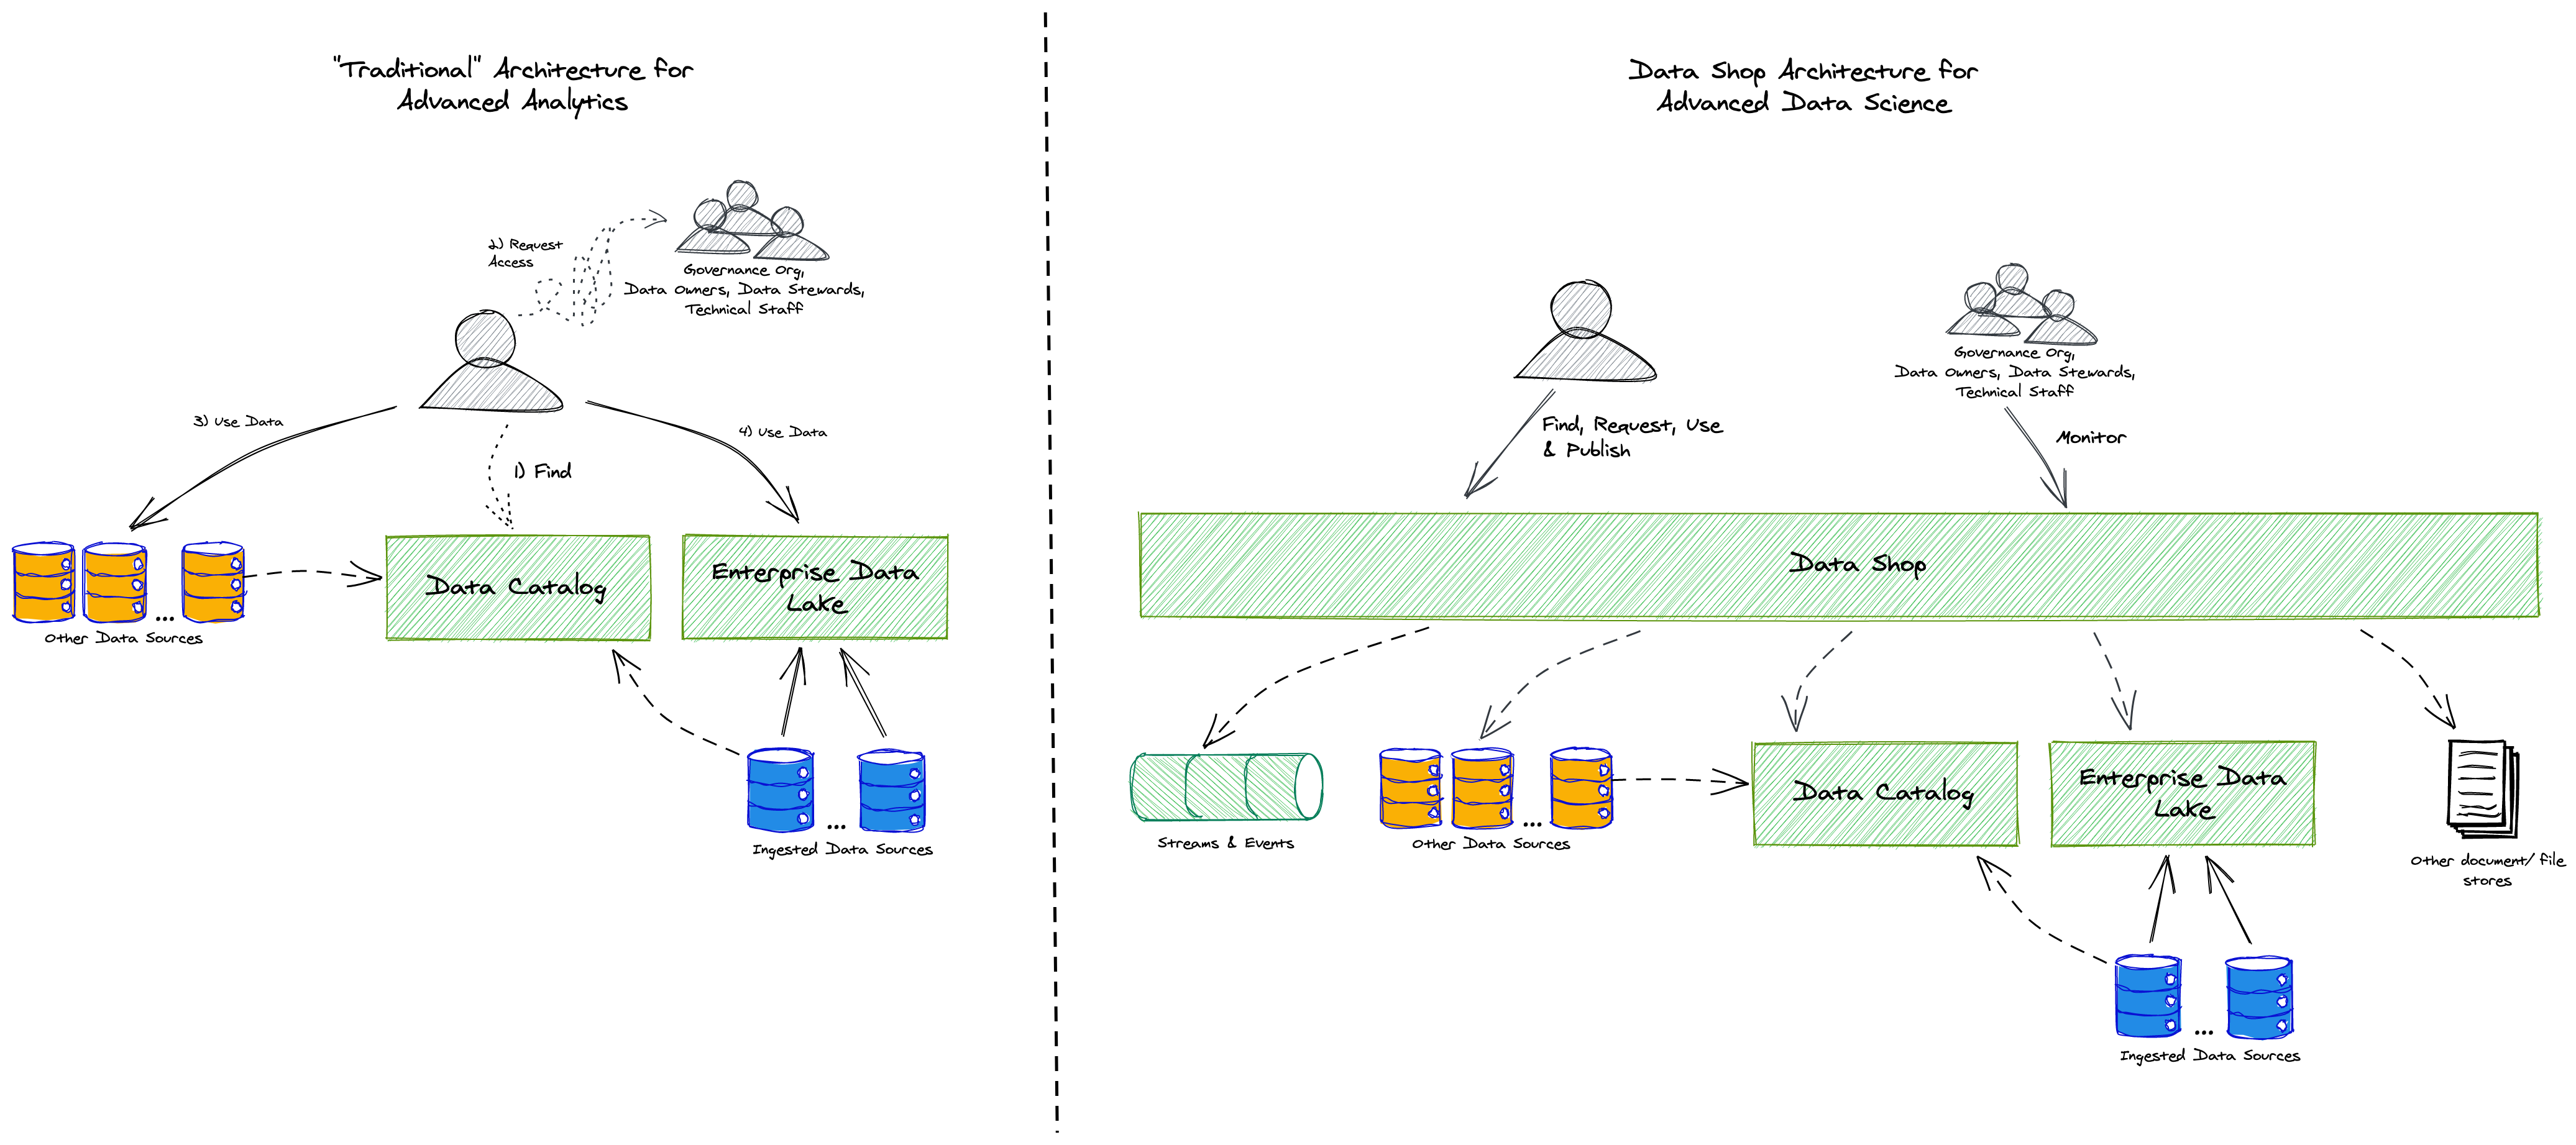 "Traditional" Architecture for
Advanced Analytics
2) Request
Access
Governance Org,
Data Owners, Data Stewards,
Technical Staff
3) Use Data
4) Use Data
1) Find
Data Catalog
Enterprise Data
Lake
...
Other Data Sources
...
Ingested Data Sources
Data Shop Architecture for
Advanced Data Science
Governance Org,
Data Owners, Data Stewards,
Technical Staff
Find, Request, Use
& Publish
Monitor
Data Shop
Streams & Events
...
Other Data Sources
Data Catalog
Enterprise Data
Lake
Other document/ file
stores
...
Ingested Data Sources